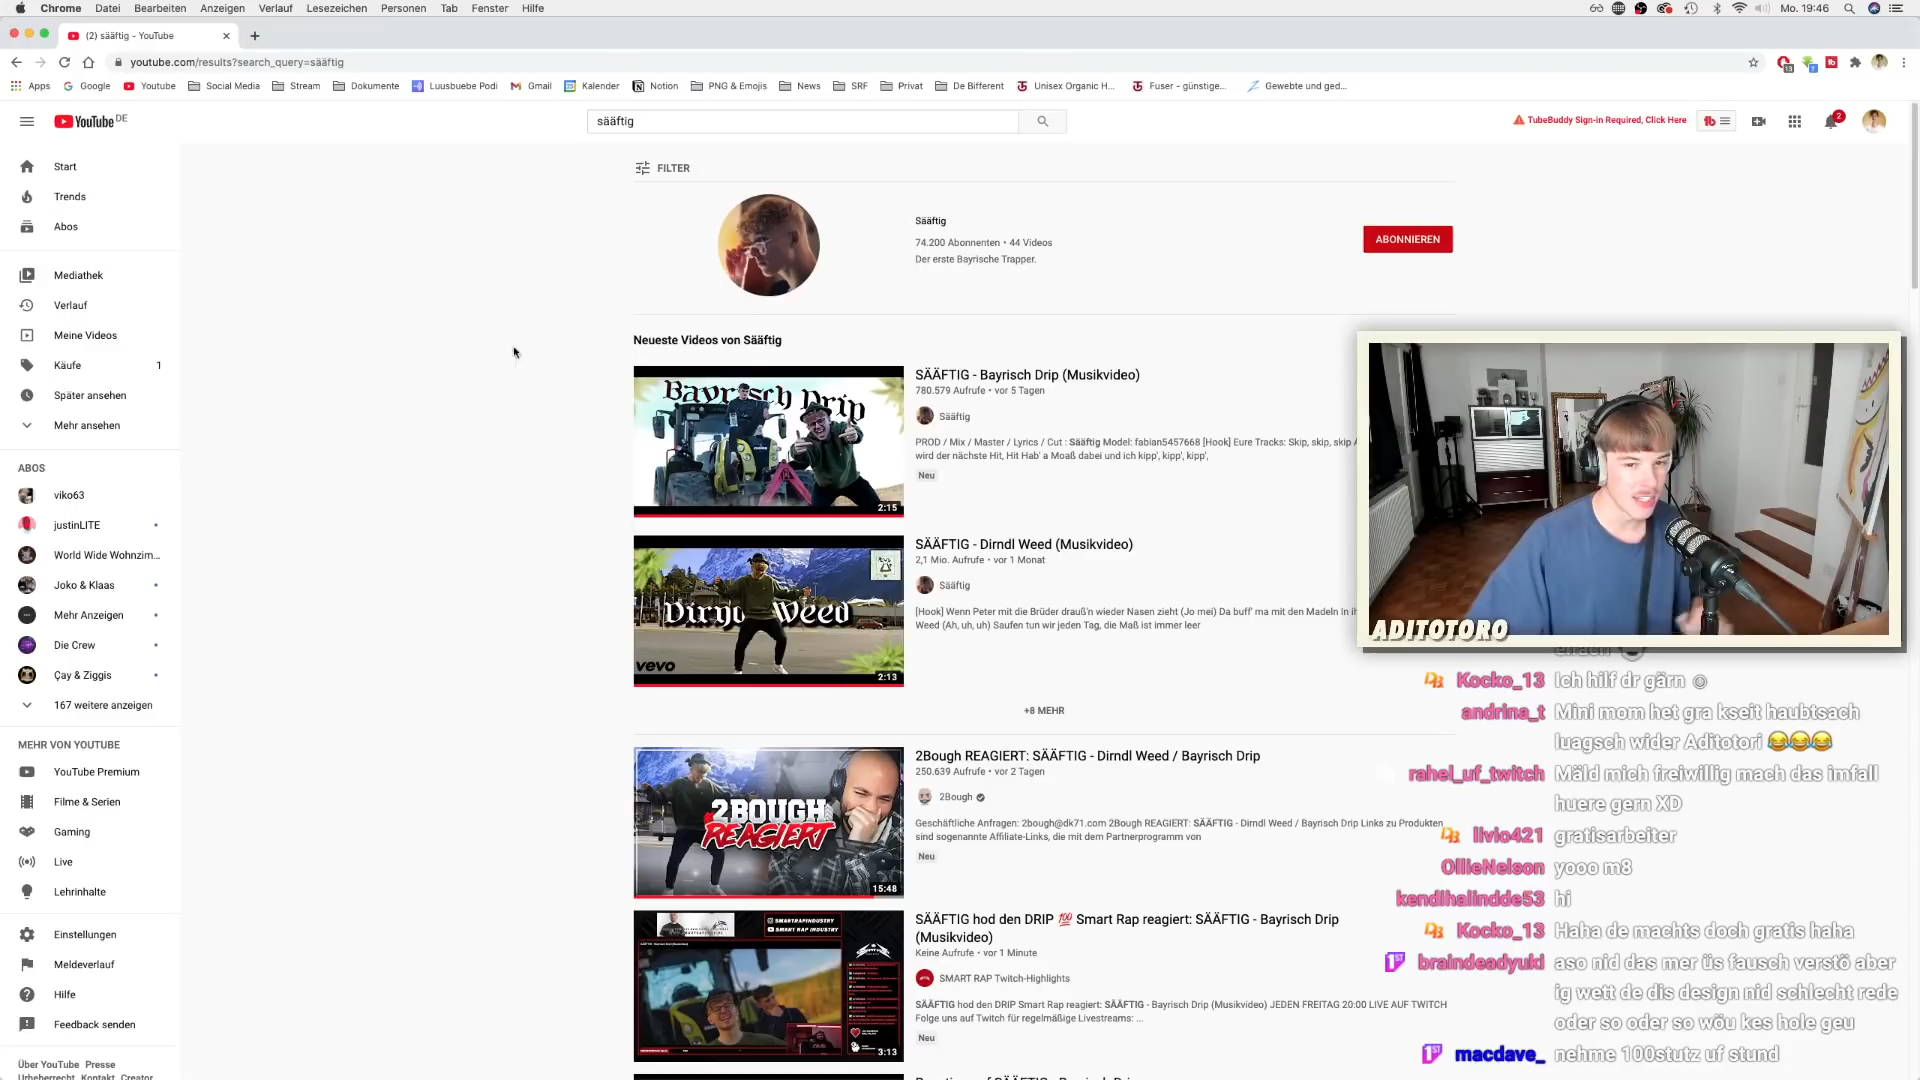 Chrome Datei Bearbeiten Anzeigen Verlauf Lesezeichen Personen Tab Fenster Hilfe
Mo. 19:46
(2) sääftig - YouTube
youtube.com/results?search_query=sääftig
Apps Google Youtube Social Media Stream Dokumente Luusbuebe Podi Gmail Kalender Notion PNG & Emojis News SRF Privat De Bifferent Unisex Organic H... Fuser - günstige... Gewebte und ged...
YouTube DE
sääftig
TubeBuddy Sign-in Required, Click Here
tb
2
Start
Trends
Abos
Mediathek
Verlauf
Meine Videos
Käufe 1
Später ansehen
Mehr ansehen
ABOS
viko63
justinLITE
World Wide Wohnzim...
Joko & Klaas
Mehr Anzeigen
Die Crew
Çay & Ziggis
167 weitere anzeigen
MEHR VON YOUTUBE
YouTube Premium
Filme & Serien
Gaming
Live
Lehrinhalte
Einstellungen
Meldeverlauf
Hilfe
Feedback senden
Über YouTube Presse
Urheberrecht Kontakt Creator
FILTER
Sääftig
74.200 Abonnenten • 44 Videos
Der erste Bayrische Trapper.
ABONNIEREN
Neueste Videos von Sääftig
Bayrisch Drip
2:15
SÄÄFTIG - Bayrisch Drip (Musikvideo)
780.579 Aufrufe • vor 5 Tagen
Sääftig
PROD / Mix / Master / Lyrics / Cut : Sääftig Model: fabian5457668 [Hook] Eure Tracks: Skip, skip, skip
wird der nächste Hit, Hit Hab' a Moaß dabei und ich kipp', kipp', kipp',
Neu
Dirndl Weed
vevo
2:13
SÄÄFTIG - Dirndl Weed (Musikvideo)
2,1 Mio. Aufrufe • vor 1 Monat
Sääftig
[Hook] Wenn Peter mit die Brüder drauß'n wieder Nasen zieht (Jo mei) Da buff' ma mit den Madeln In
Weed (Ah, uh, uh) Saufen tun wir jeden Tag, die Maß ist immer leer
+8 MEHR
2BOUGH
REAGIERT
15:48
2Bough REAGIERT: SÄÄFTIG - Dirndl Weed / Bayrisch Drip
250.639 Aufrufe • vor 2 Tagen
2Bough
Geschäftliche Anfragen: 2bough@dk71.com 2Bough REAGIERT: SÄÄFTIG - Dirndl Weed / Bayrisch Drip Links zu Produkten
sind sogenannte Affiliate-Links, die mit dem Partnerprogramm von
Neu
SMARTRAPINDUSTRY
SMART RAP INDUSTRY
3:13
SÄÄFTIG hod den DRIP 💯 Smart Rap reagiert: SÄÄFTIG - Bayrisch Drip
(Musikvideo)
Keine Aufrufe • vor 1 Minute
SMART RAP Twitch-Highlights
SÄÄFTIG hod den DRIP Smart Rap reagiert: SÄÄFTIG - Bayrisch Drip (Musikvideo) JEDEN FREITAG 20:00 LIVE AUF TWITCH
Folge uns auf Twitch für regelmäßige Livestreams: ...
Neu
ADITOTORO
Kocko_13 Ich hilf dr gärn
andrina_t Mini mom het gra kseit haubtsach
luagsch wider Aditotori 😂😂😂
rahel_uf_twitch Mäld mich freiwillig mach das imfall
huere gern XD
livio421 gratisarbeiter
OllieNelson yooo m8
kendlhalindde53 hi
Kocko_13 Haha de machts doch gratis haha
braindeadyuki aso nid das mer üs fausch verstö aber
ig wett de dis design nid schlecht rede
oder so oder so wöu kes hole geu
macdave_ nehme 100stutz uf stund